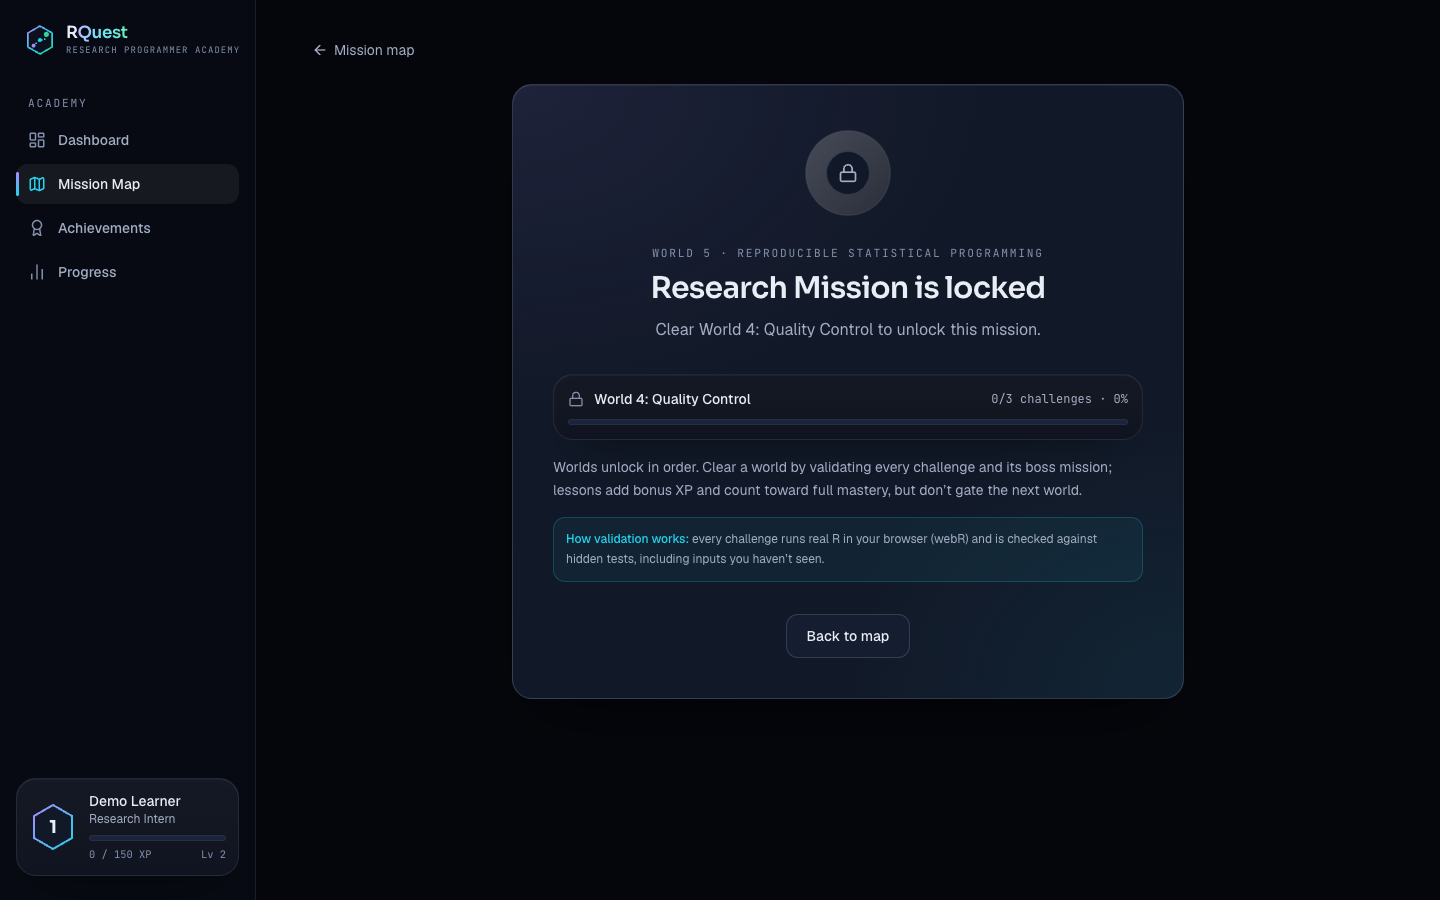 RQuest
RESEARCH PROGRAMMER ACADEMY
ACADEMY
Dashboard
Mission Map
Achievements
Progress
Demo Learner
Research Intern
1
0 / 150 XP
Lv 2
Mission map
WORLD 5 · REPRODUCIBLE STATISTICAL PROGRAMMING
Research Mission is locked
Clear World 4: Quality Control to unlock this mission.
World 4: Quality Control
0/3 challenges · 0%
Worlds unlock in order. Clear a world by validating every challenge and its boss mission;
lessons add bonus XP and count toward full mastery, but don’t gate the next world.
How validation works: every challenge runs real R in your browser (webR) and is checked against
hidden tests, including inputs you haven’t seen.
Back to map